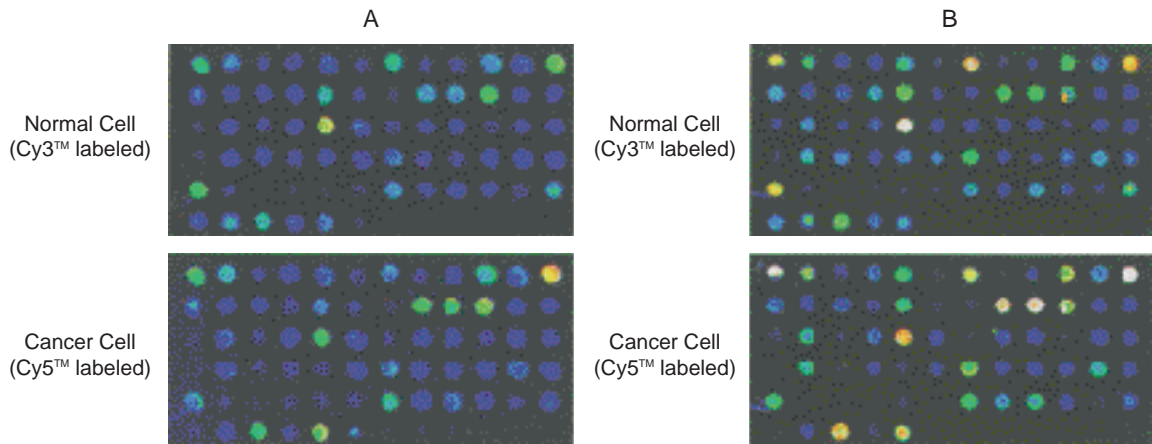 A
B
Normal Cell
(Cy3™ labeled)
Normal Cell
(Cy3™ labeled)
Cancer Cell
(Cy5™ labeled)
Cancer Cell
(Cy5™ labeled)